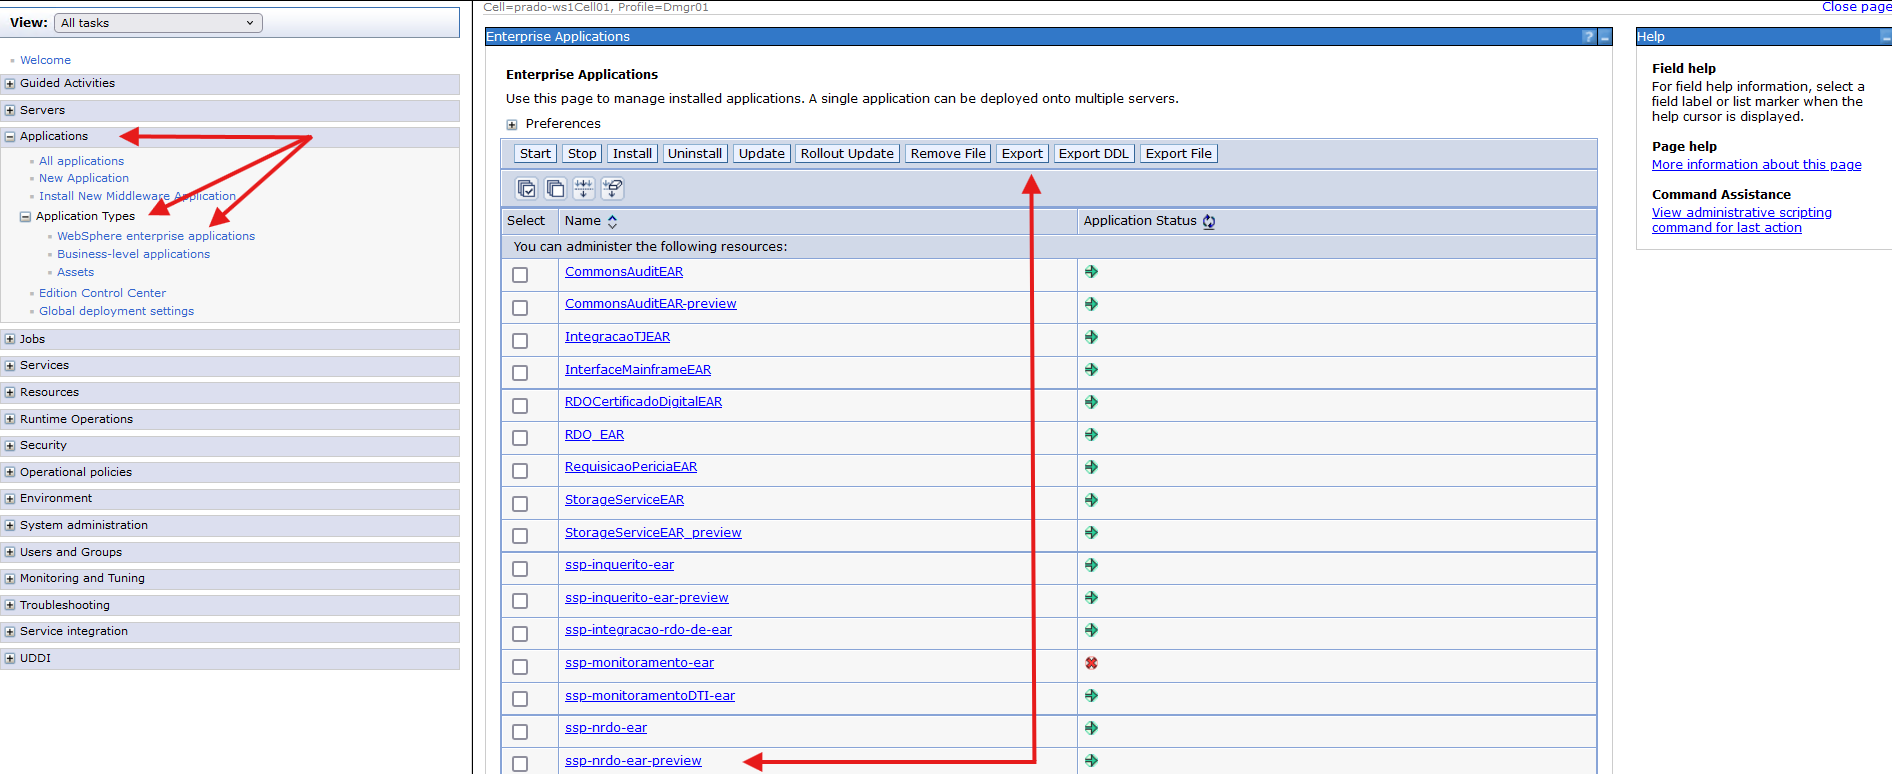 Cell=prado-ws1Cell01, Profile=Dmgr01
Close page
View: All tasks
Welcome
Guided Activities
Servers
Applications
All applications
New Application
Install New Middleware Application
Application Types
WebSphere enterprise applications
Business-level applications
Assets
Edition Control Center
Global deployment settings
Jobs
Services
Resources
Runtime Operations
Security
Operational policies
Environment
System administration
Users and Groups
Monitoring and Tuning
Troubleshooting
Service integration
UDDI
Enterprise Applications
?
Enterprise Applications
Use this page to manage installed applications. A single application can be deployed onto multiple servers.
Preferences
Start Stop Install Uninstall Update Rollout Update Remove File Export Export DDL Export File
Select Name Application Status
You can administer the following resources:
CommonsAuditEAR
CommonsAuditEAR-preview
IntegracaoTJEAR
InterfaceMainframeEAR
RDOCertificadoDigitalEAR
RDO_EAR
RequisicaoPericiaEAR
StorageServiceEAR
StorageServiceEAR_preview
ssp-inquerito-ear
ssp-inquerito-ear-preview
ssp-integracao-rdo-de-ear
ssp-monitoramento-ear
ssp-monitoramentoDTI-ear
ssp-nrdo-ear
ssp-nrdo-ear-preview
Help
Field help
For field help information, select a
field label or list marker when the
help cursor is displayed.
Page help
More information about this page
Command Assistance
View administrative scripting
command for last action